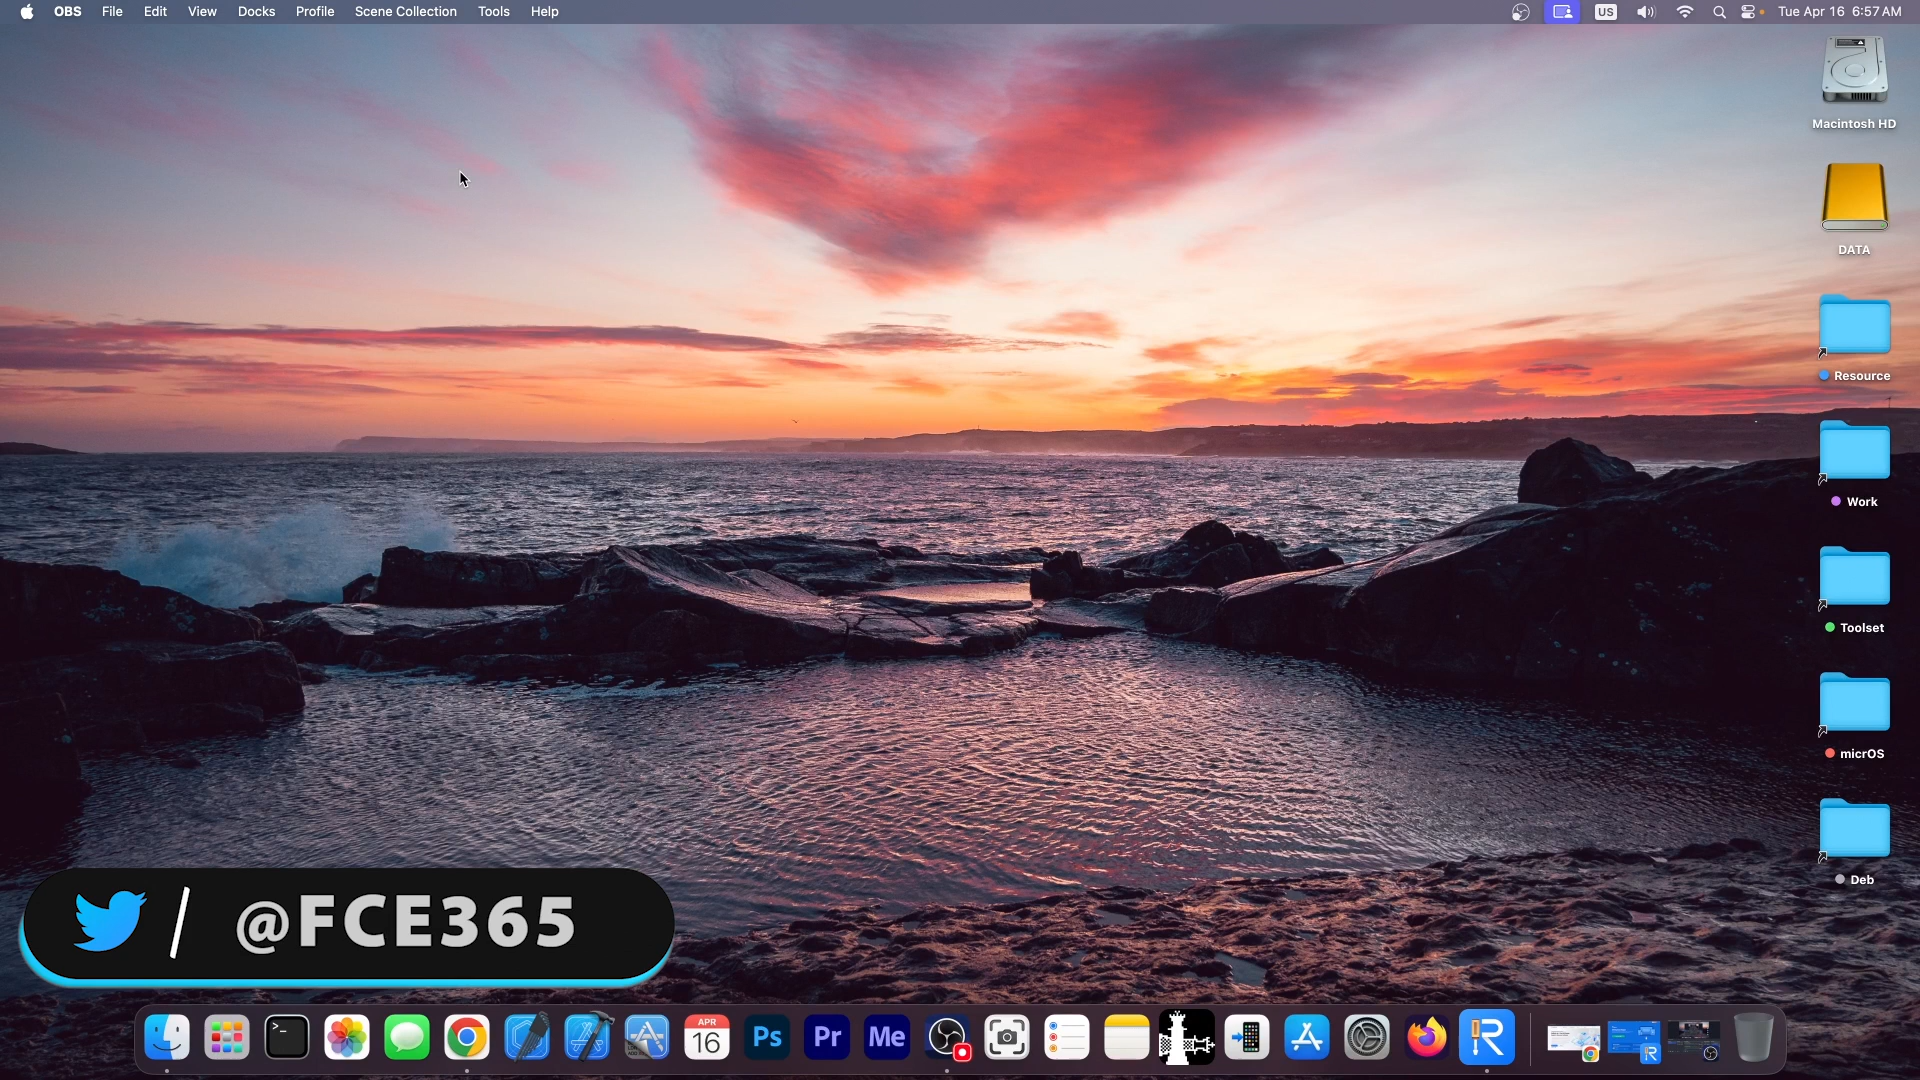 OBS File Edit View Docks Profile Scene Collection Tools Help US Tue Apr 16 6:57 AM
Macintosh HD
DATA
Resource
Work
Toolset
micrOS
Deb
/ @FCE365
>_
APR
16
Ps
Pr
Me